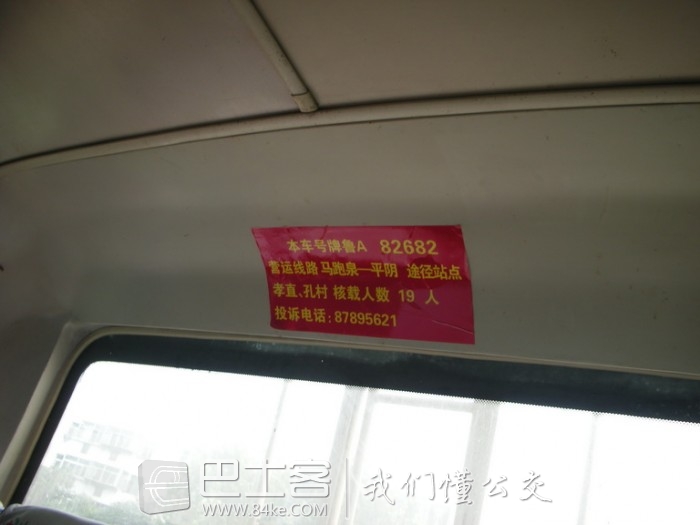 本车号牌鲁A 82682
营运线路 马跑泉—平阴 途径站点
孝直、孔村 核载人数 19 人
投诉电话:87895621
巴士客 我们懂公交
www.84ke.com